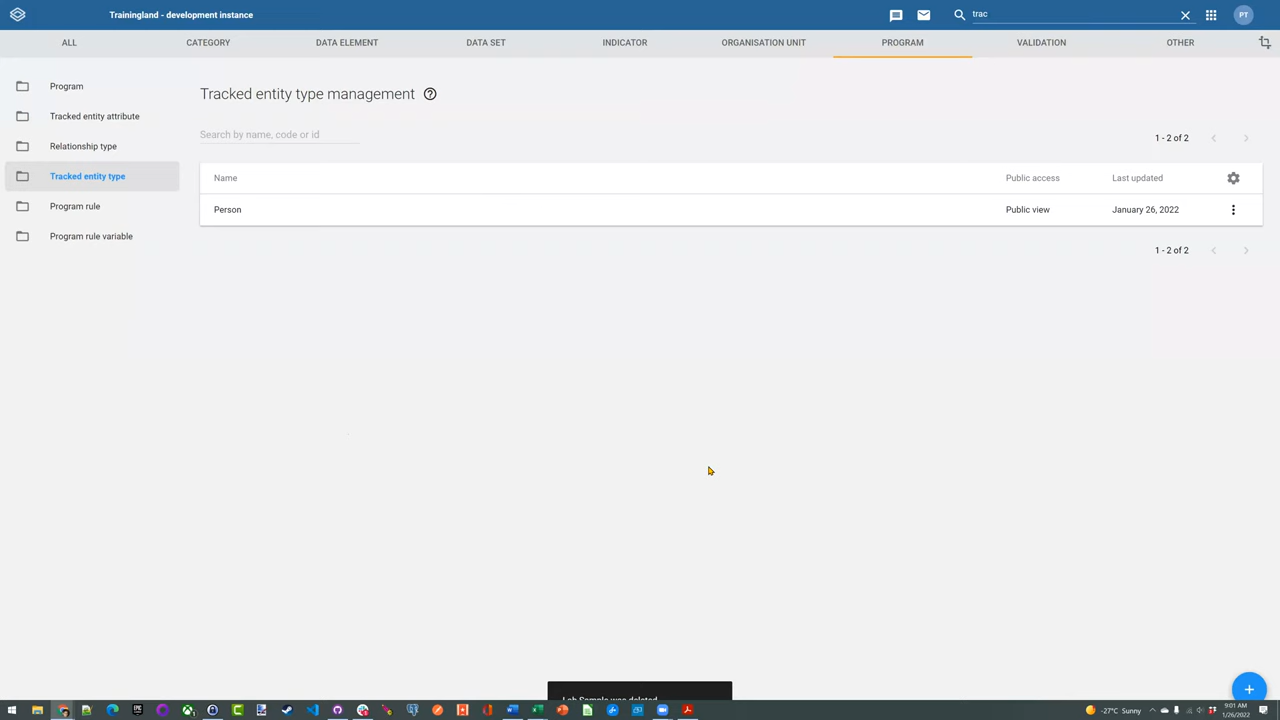 Trainingland - development instance
trac
PT
ALL
CATEGORY
DATA ELEMENT
DATA SET
INDICATOR
ORGANISATION UNIT
PROGRAM
VALIDATION
OTHER
Program
Tracked entity attribute
Relationship type
Tracked entity type
Program rule
Program rule variable
Tracked entity type management
Search by name, code or id
1 - 2 of 2
Name
Public access
Last updated
Person
Public view
January 26, 2022
1 - 2 of 2
Lab Sample was deleted
-27°C Sunny
9:01 AM
1/26/2022